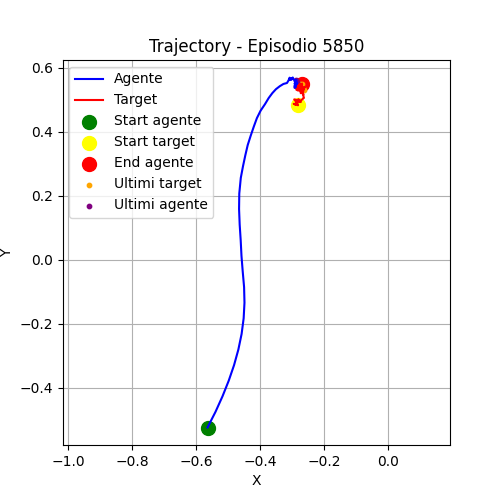 Trajectory - Episodio 5850
Agente
Target
Start agente
Start target
End agente
Ultimi target
Ultimi agente
0.6
0.4
0.2
0.0
−0.2
−0.4
Y
−1.0 −0.8 −0.6 −0.4 −0.2 0.0
X